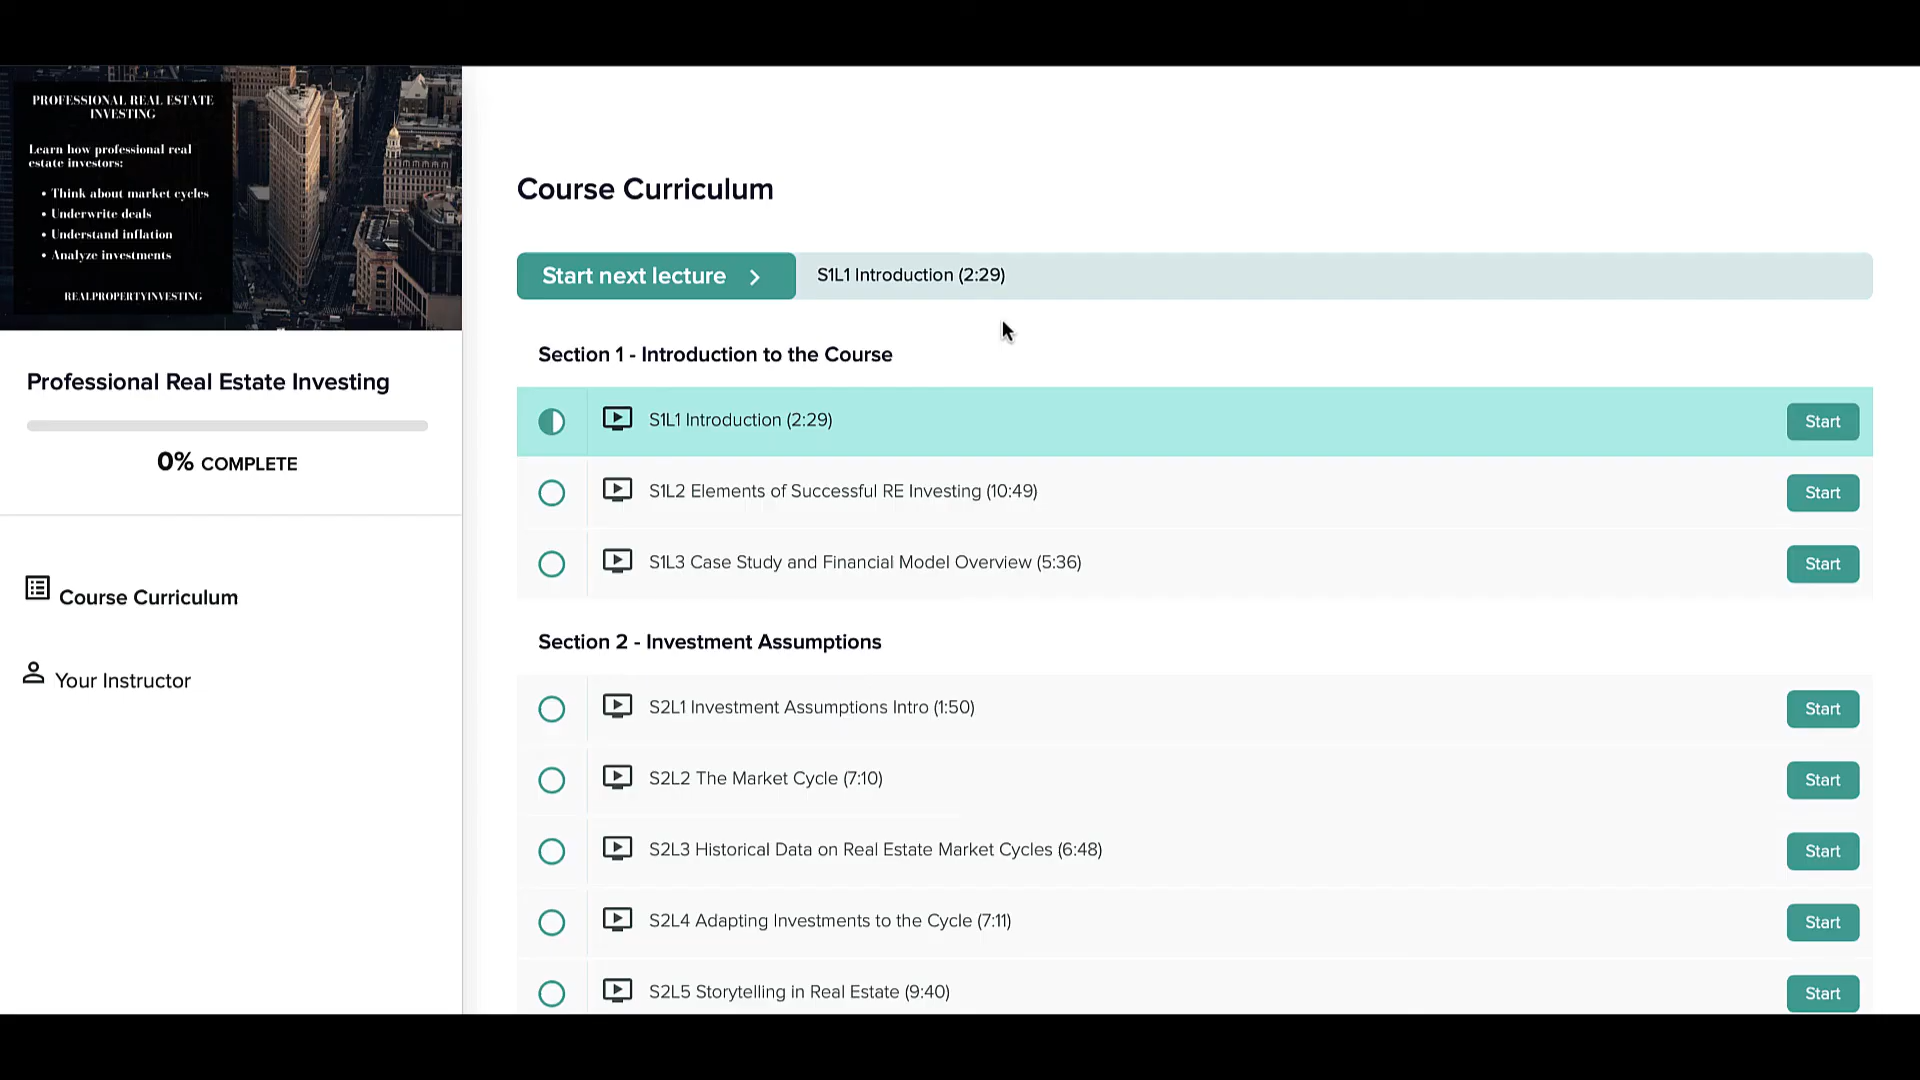 PROFESSIONAL REAL ESTATE
INVESTING
Learn how professional real
estate investors:
• Think about market cycles
• Underwrite deals
• Understand inflation
• Analyze investments
REALPROPERTYINVESTING
Professional Real Estate Investing
0% COMPLETE
Course Curriculum
Your Instructor
Course Curriculum
Start next lecture
S1L1 Introduction (2:29)
Section 1 - Introduction to the Course
S1L1 Introduction (2:29)
Start
S1L2 Elements of Successful RE Investing (10:49)
Start
S1L3 Case Study and Financial Model Overview (5:36)
Start
Section 2 - Investment Assumptions
S2L1 Investment Assumptions Intro (1:50)
Start
S2L2 The Market Cycle (7:10)
Start
S2L3 Historical Data on Real Estate Market Cycles (6:48)
Start
S2L4 Adapting Investments to the Cycle (7:11)
Start
S2L5 Storytelling in Real Estate (9:40)
Start